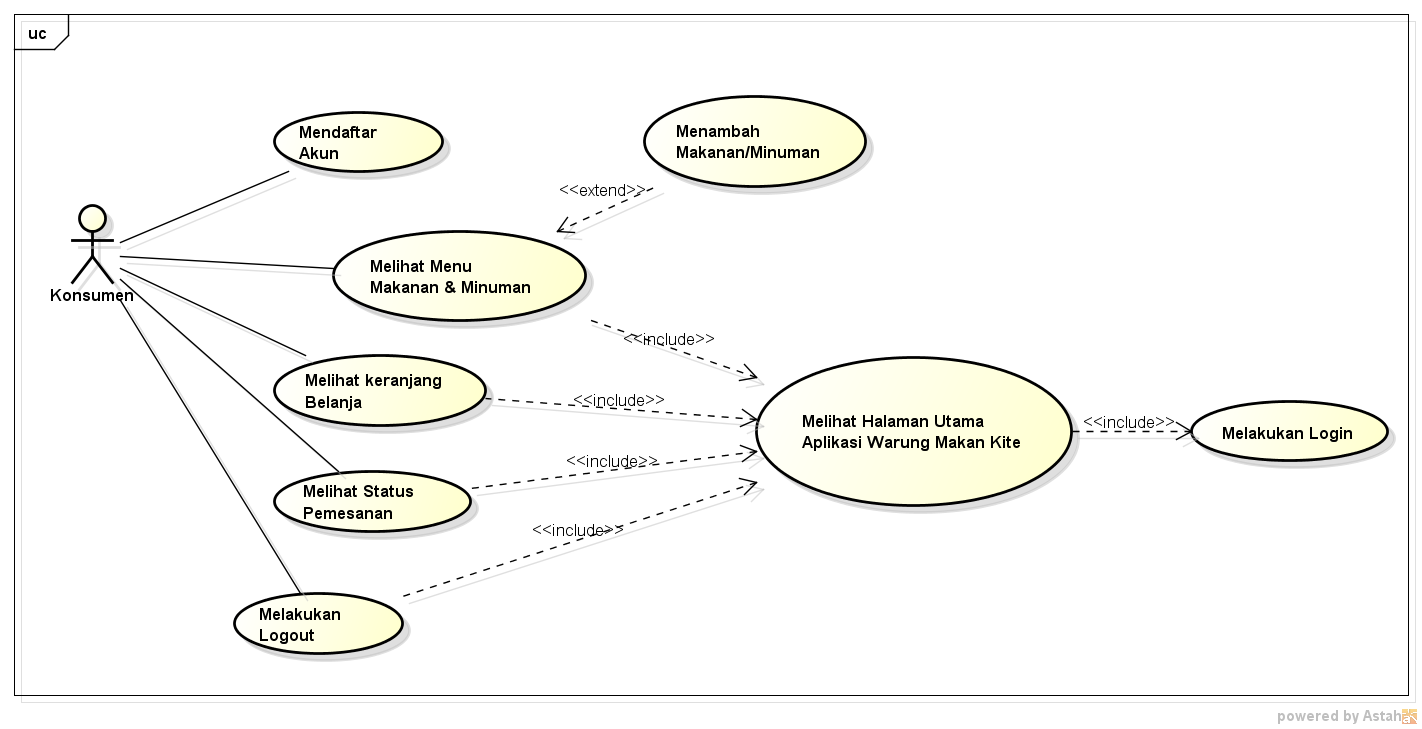 uc
Mendaftar
Akun
Menambah
Makanan/Minuman
<<extend>>
Konsumen
Melihat Menu
Makanan & Minuman
<<include>>
Melihat keranjang
Belanja
<<include>>
Melihat Halaman Utama
Aplikasi Warung Makan Kite
<<include>>
Melakukan Login
<<include>>
Melihat Status
Pemesanan
<<include>>
Melakukan
Logout
powered by Astah